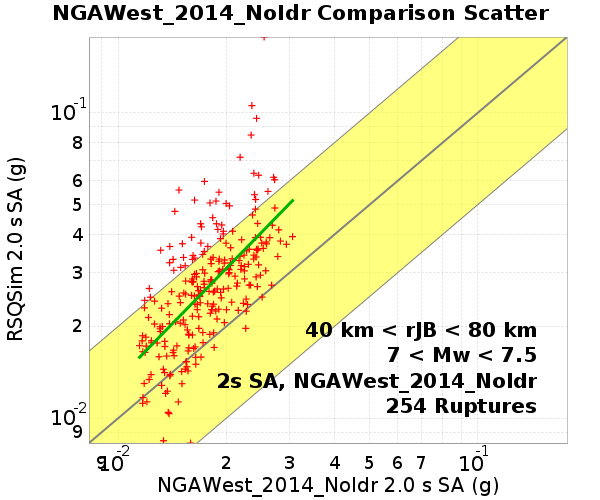 NGAWest_2014_NoIdr Comparison Scatter
RSQSim 2.0 s SA (g)
10-1
8
6
5
4
3
2
10-2
9
40 km < rJB < 80 km
7 < Mw < 7.5
2s SA, NGAWest_2014_NoIdr
254 Ruptures
9 10-2 2 3 4 5 6 7 8 10-1
NGAWest_2014_NoIdr 2.0 s SA (g)